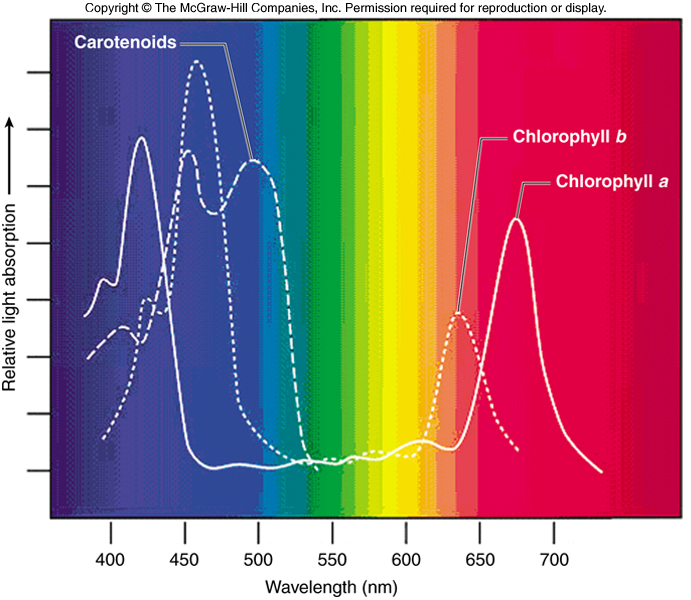 Copyright © The McGraw-Hill Companies, Inc. Permission required for reproduction or display.
Carotenoids
Chlorophyll b
Chlorophyll a
Relative light absorption
400 450 500 550 600 650 700
Wavelength (nm)